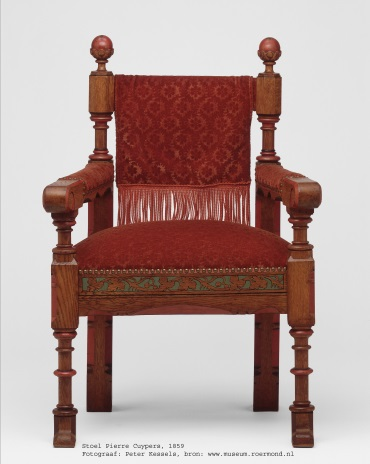 Stoel Pierre Cuypers, 1859
Fotograaf: Peter Kessels, bron: www.museum.roermond.nl